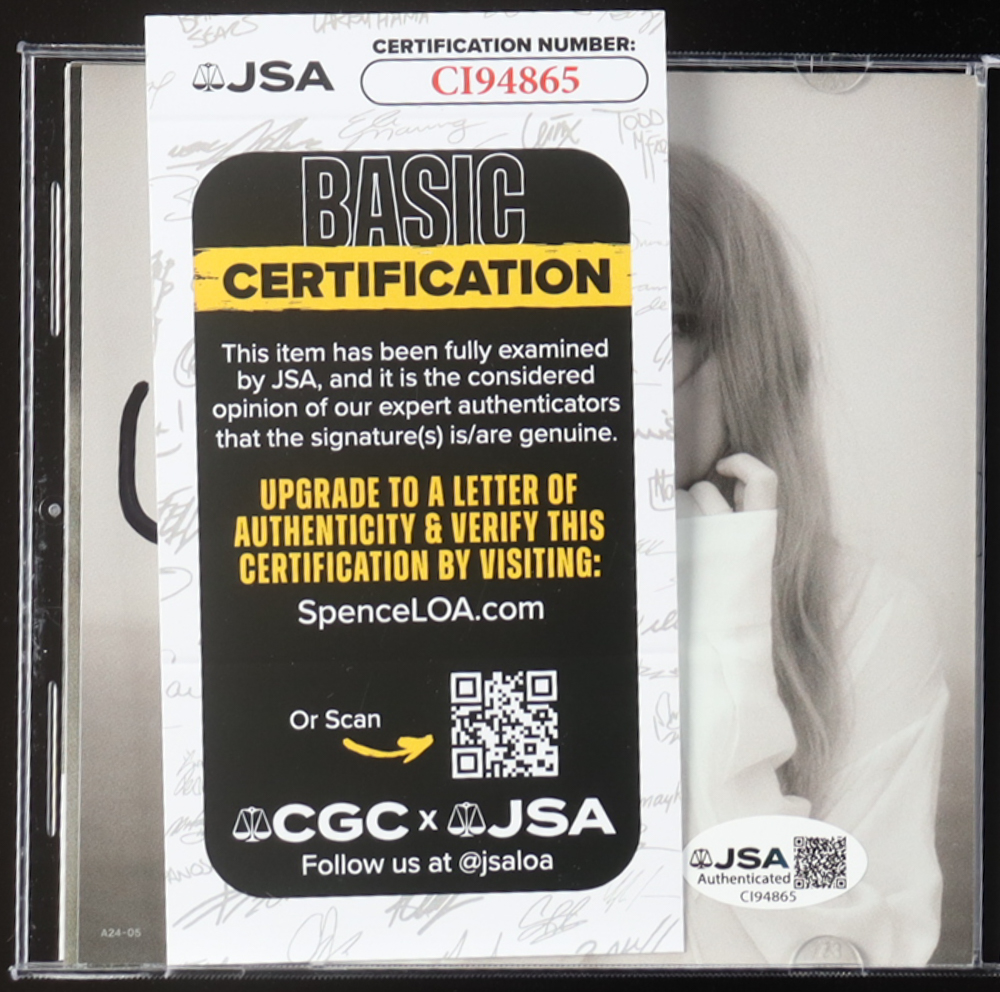 CERTIFICATION NUMBER:
JSA
CI94865
TODD
BASIC
CERTIFICATION
This item has been fully examined
by JSA, and it is the considered
opinion of our expert authenticators
that the signature(s) is/are genuine.
UPGRADE TO A LETTER OF
AUTHENTICITY & VERIFY THIS
CERTIFICATION BY VISITING:
SpenceLOA.com
Or Scan
CGC x JSA
Follow us at @jsaloa
JSA
Authenticated
CI94865
A24-05